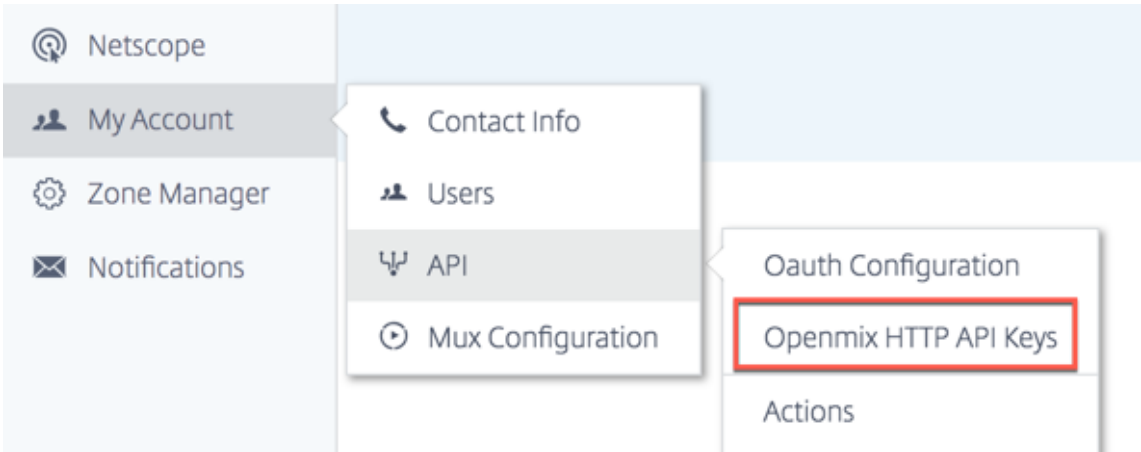 Netscope
My Account
Zone Manager
Notifications
Contact Info
Users
API
Mux Configuration
Oauth Configuration
Openmix HTTP API Keys
Actions